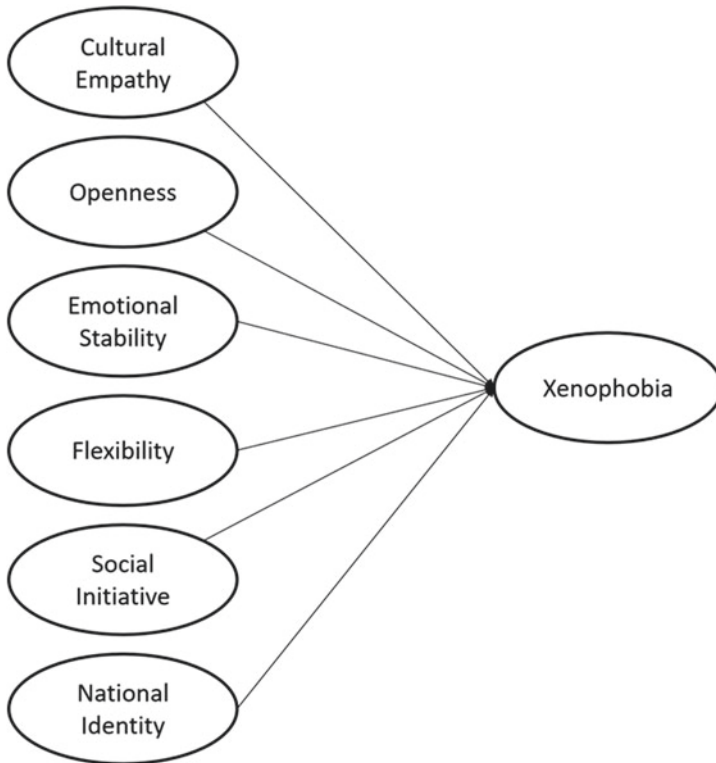 Cultural
Empathy
Openness
Emotional
Stability
Xenophobia
Flexibility
Social
Initiative
National
Identity